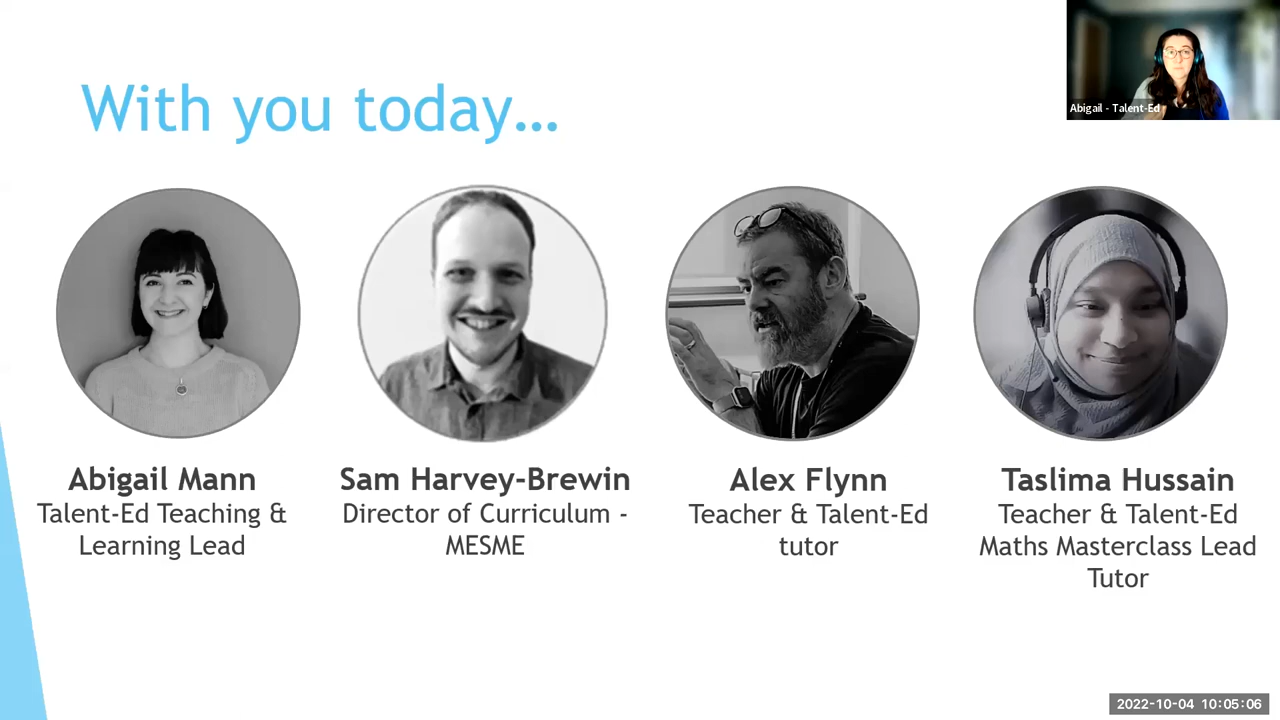 With you today...
Abigail - Talent-Ed
Abigail Mann
Talent-Ed Teaching &
Learning Lead
Sam Harvey-Brewin
Director of Curriculum -
MESME
Alex Flynn
Teacher & Talent-Ed
tutor
Taslima Hussain
Teacher & Talent-Ed
Maths Masterclass Lead
Tutor
2022-10-04 10:05:06